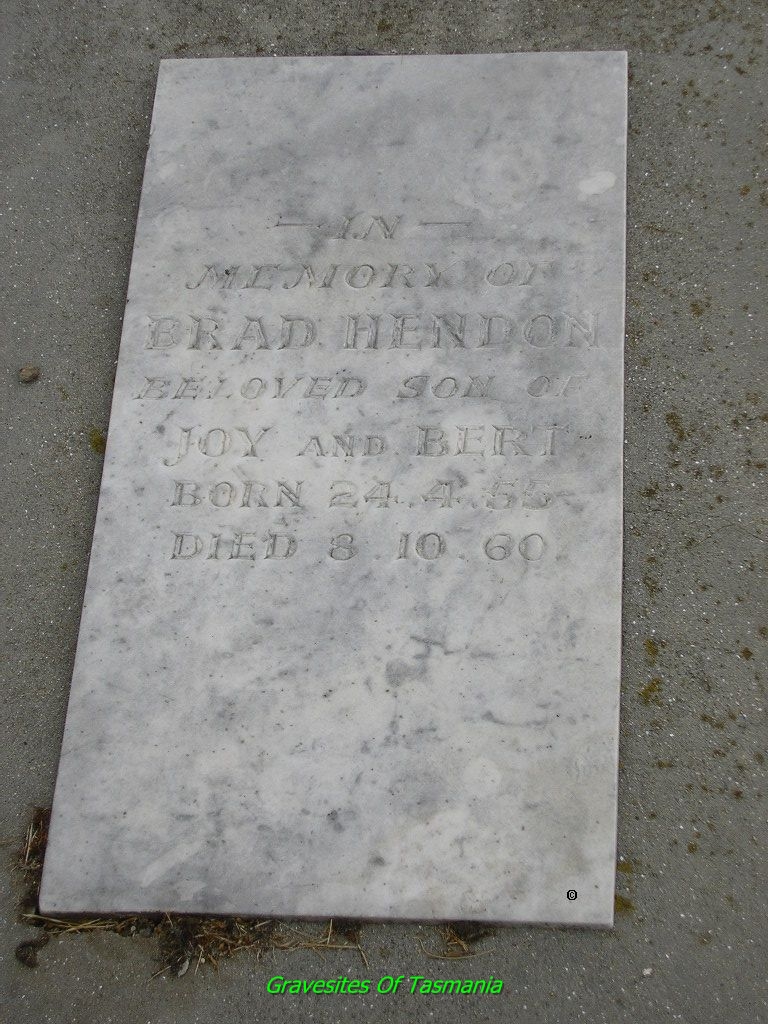 — IN —
MEMORY OF
BRAD HENDON
BELOVED SON OF
JOY AND BERT
BORN 24.4.55
DIED 8.10.60.
©
Gravesites Of Tasmania